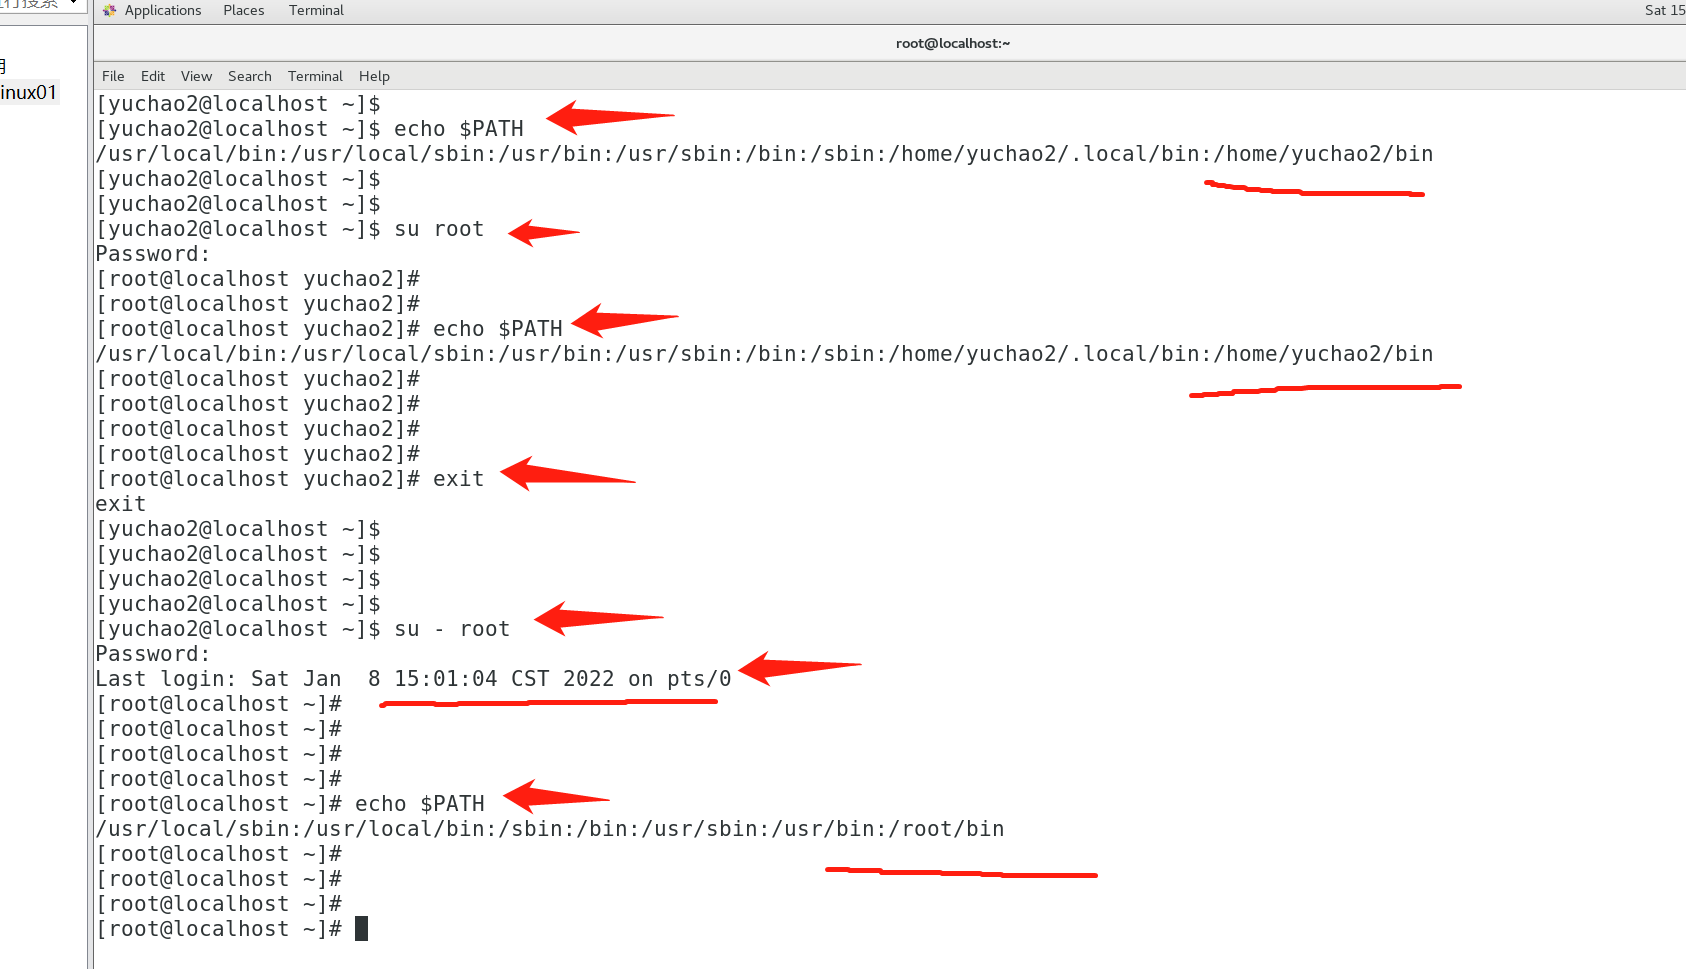 Applications Places Terminal
Sat 15
root@localhost:~
File Edit View Search Terminal Help
inux01
[yuchao2@localhost ~]$
[yuchao2@localhost ~]$ echo $PATH
/usr/local/bin:/usr/local/sbin:/usr/bin:/usr/sbin:/bin:/sbin:/home/yuchao2/.local/bin:/home/yuchao2/bin
[yuchao2@localhost ~]$
[yuchao2@localhost ~]$
[yuchao2@localhost ~]$ su root
Password:
[root@localhost yuchao2]#
[root@localhost yuchao2]#
[root@localhost yuchao2]# echo $PATH
/usr/local/bin:/usr/local/sbin:/usr/bin:/usr/sbin:/bin:/sbin:/home/yuchao2/.local/bin:/home/yuchao2/bin
[root@localhost yuchao2]#
[root@localhost yuchao2]#
[root@localhost yuchao2]#
[root@localhost yuchao2]#
[root@localhost yuchao2]# exit
exit
[yuchao2@localhost ~]$
[yuchao2@localhost ~]$
[yuchao2@localhost ~]$
[yuchao2@localhost ~]$
[yuchao2@localhost ~]$ su - root
Password:
Last login: Sat Jan  8 15:01:04 CST 2022 on pts/0
[root@localhost ~]#
[root@localhost ~]#
[root@localhost ~]#
[root@localhost ~]#
[root@localhost ~]# echo $PATH
/usr/local/sbin:/usr/local/bin:/sbin:/bin:/usr/sbin:/usr/bin:/root/bin
[root@localhost ~]#
[root@localhost ~]#
[root@localhost ~]#
[root@localhost ~]#